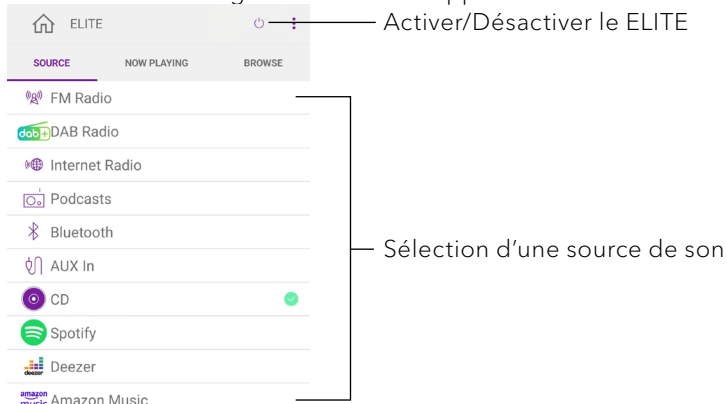 ELITE
Activer/Désactiver le ELITE
SOURCE NOW PLAYING BROWSE
FM Radio
dab+ DAB Radio
Internet Radio
Podcasts
Bluetooth
AUX In
Sélection d'une source de son
CD
Spotify
deezer Deezer
amazon music Amazon Music